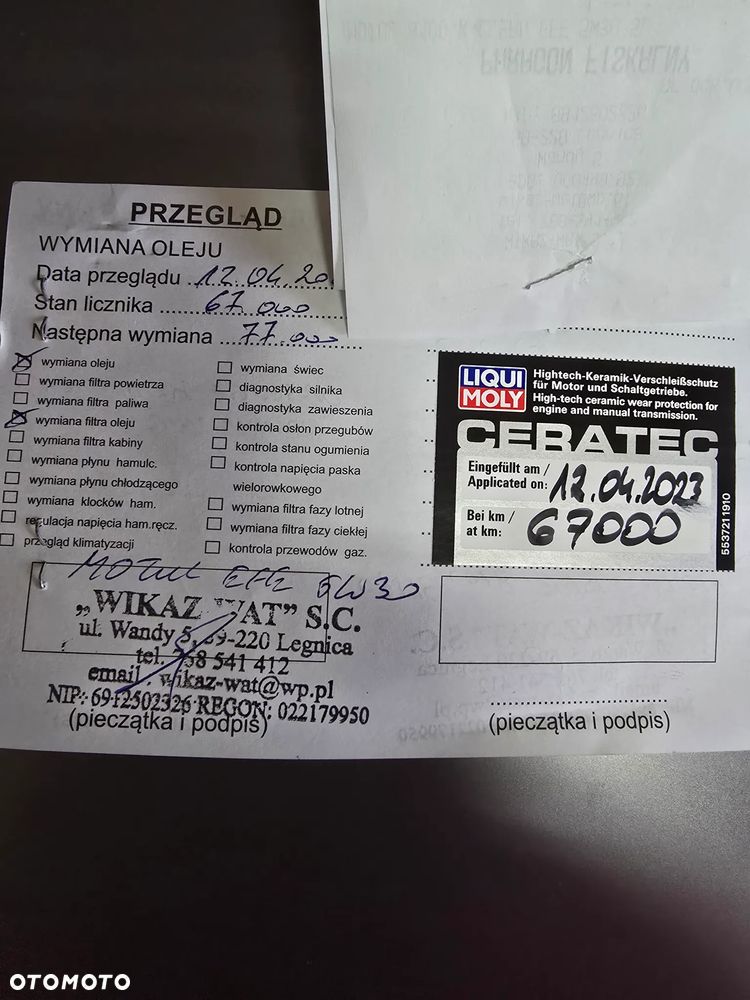 PARAGON FISKALNY
PRZEGLĄD
WYMIANA OLEJU
Data przeglądu 12.04.20
Stan licznika 67.000
Następna wymiana 77.000
wymiana oleju
wymiana filtra powietrza
wymiana filtra paliwa
wymiana filtra oleju
wymiana filtra kabiny
wymiana płynu hamulc.
wymiana płynu chłodzącego
wymiana klocków ham.
regulacja napięcia ham.ręcz.
przegląd klimatyzacji
wymiana świec
diagnostyka silnika
diagnostyka zawieszenia
kontrola osłon przegubów
kontrola stanu ogumienia
kontrola napięcia paska
wielorowkowego
wymiana filtra fazy lotnej
wymiana filtra fazy ciekłej
kontrola przewodów gaz.
MOTUL 5W30
„WIKAZ WAT" S.C.
ul. Wandy 5, 59-220 Legnica
tel. 758 541 412
email : wikaz-wat@wp.pl
NIP: 6912502326 REGON: 022179950
(pieczątka i podpis)
LIQUI MOLY
Hightech-Keramik-Verschleißschutz
für Motor und Schaltgetriebe.
High-tech ceramic wear protection for
engine and manual transmission.
CERATEC
Eingefüllt am /
Applicated on: 12.04.2023
Bei km /
at km: 67000
5537211910
(pieczątka i podpis)
OTOMOTO